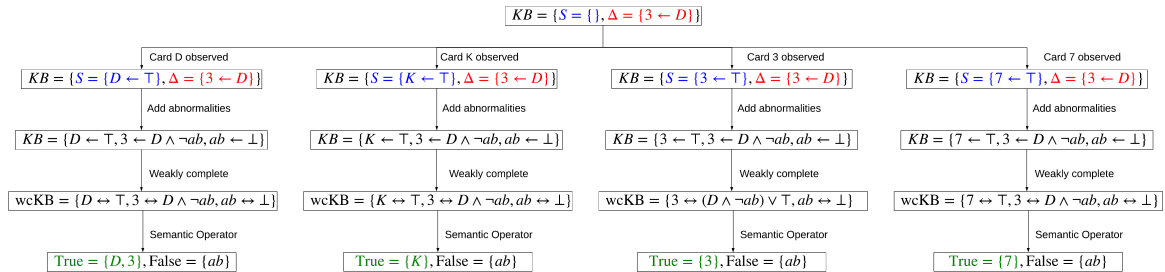 KB = {S = {}, Δ = {3 ← D}}
Card D observed
Card K observed
Card 3 observed
Card 7 observed
KB = {S = {D ← ⊤}, Δ = {3 ← D}}
KB = {S = {K ← ⊤}, Δ = {3 ← D}}
KB = {S = {3 ← ⊤}, Δ = {3 ← D}}
KB = {S = {7 ← ⊤}, Δ = {3 ← D}}
Add abnormalities
Add abnormalities
Add abnormalities
Add abnormalities
KB = {D ← ⊤, 3 ← D ∧ ¬ab, ab ← ⊥}
KB = {K ← ⊤, 3 ← D ∧ ¬ab, ab ← ⊥}
KB = {3 ← ⊤, 3 ← D ∧ ¬ab, ab ← ⊥}
KB = {7 ← ⊤, 3 ← D ∧ ¬ab, ab ← ⊥}
Weakly complete
Weakly complete
Weakly complete
Weakly complete
wcKB = {D ↔ ⊤, 3 ↔ D ∧ ¬ab, ab ↔ ⊥}
wcKB = {K ↔ ⊤, 3 ↔ D ∧ ¬ab, ab ↔ ⊥}
wcKB = {3 ↔ (D ∧ ¬ab) ∨ ⊤, ab ↔ ⊥}
wcKB = {7 ↔ ⊤, 3 ↔ D ∧ ¬ab, ab ↔ ⊥}
Semantic Operator
Semantic Operator
Semantic Operator
Semantic Operator
True = {D, 3}, False = {ab}
True = {K}, False = {ab}
True = {3}, False = {ab}
True = {7}, False = {ab}